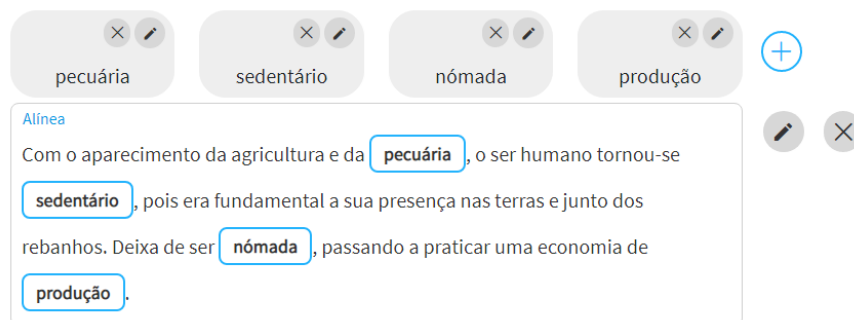 pecuária sedentário nómada produção
Alínea
Com o aparecimento da agricultura e da pecuária, o ser humano tornou-se
sedentário, pois era fundamental a sua presença nas terras e junto dos
rebanhos. Deixa de ser nómada, passando a praticar uma economia de
produção.